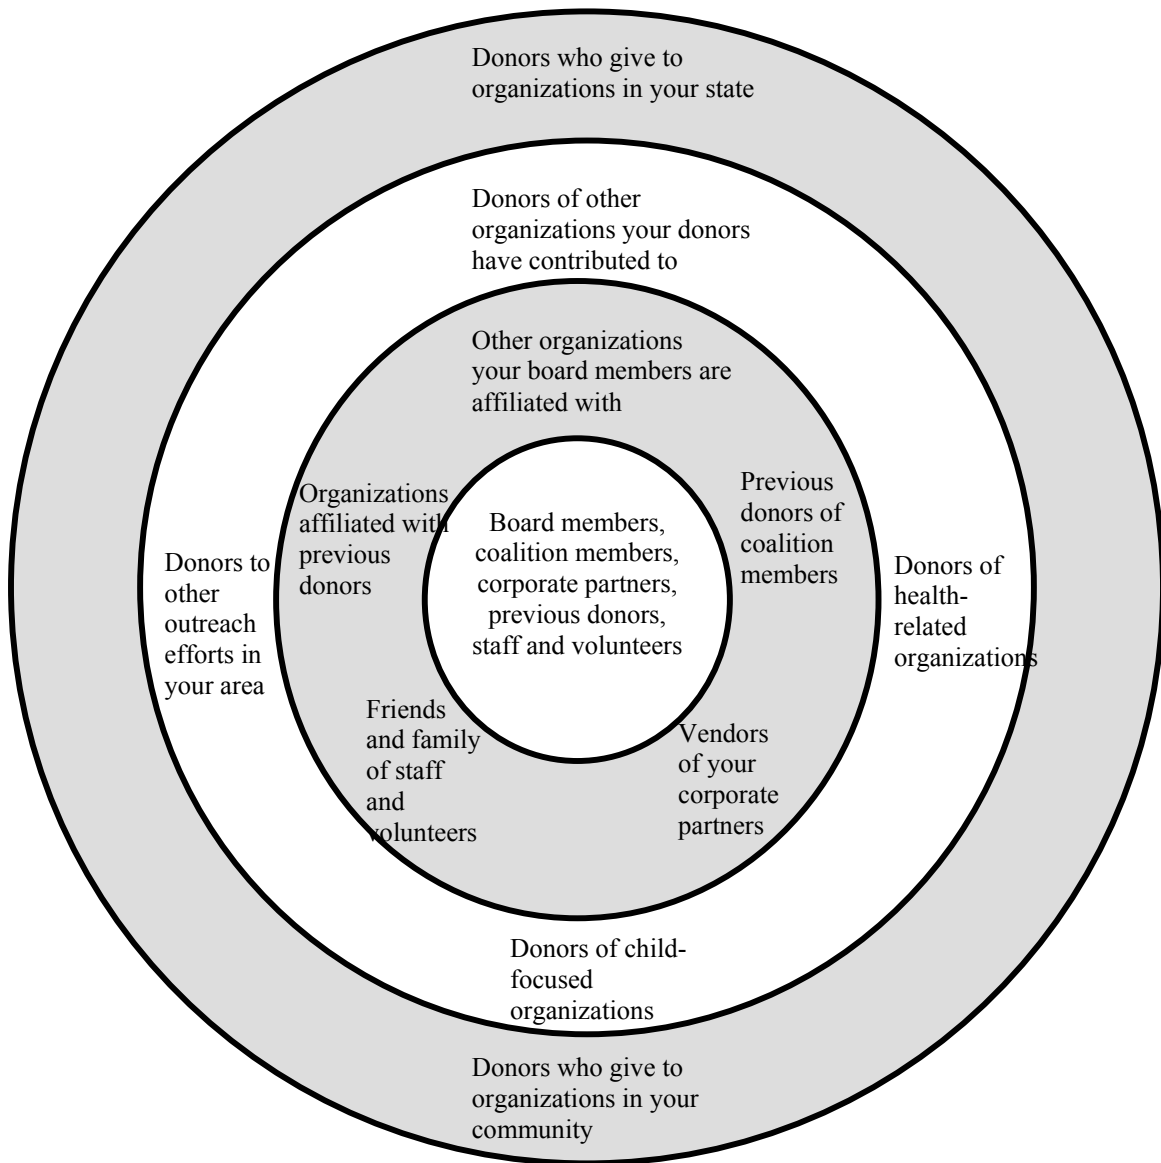 Donors who give to
organizations in your state
Donors of other
organizations your donors
have contributed to
Other organizations
your board members are
affiliated with
Organizations
affiliated with
previous
donors
Board members,
coalition members,
corporate partners,
previous donors,
staff and volunteers
Previous
donors of
coalition
members
Donors to
other
outreach
efforts in
your area
Donors of
health-
related
organizations
Friends
and family
of staff
and
volunteers
Vendors
of your
corporate
partners
Donors of child-
focused
organizations
Donors who give to
organizations in your
community